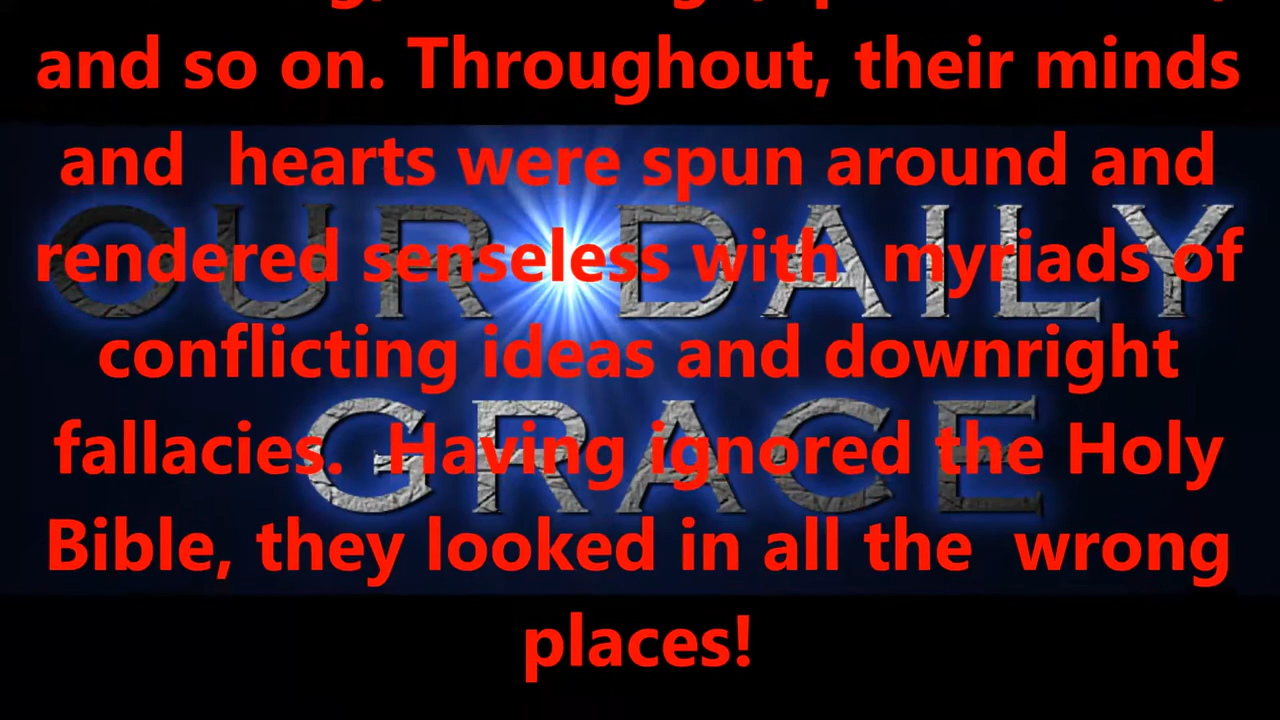 and so on. Throughout, their minds
and hearts were spun around and
rendered senseless with myriads of
conflicting ideas and downright
fallacies. Having ignored the Holy
Bible, they looked in all the wrong
places!
OUR DAILY
GRACE